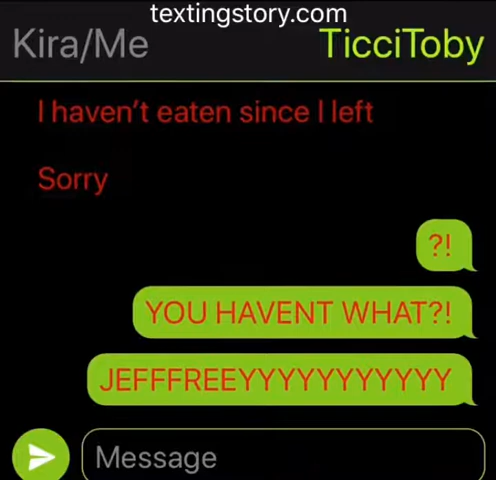 textingstory.com
Kira/Me TicciToby
I haven't eaten since I left
Sorry
?!
YOU HAVENT WHAT?!
JEFFFREEYYYYYYYYYYY
Message